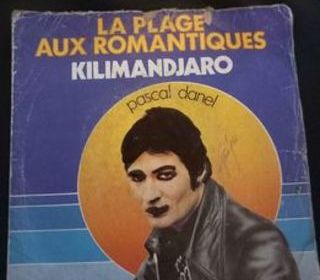 LA PLAGE
AUX ROMANTIQUES
KILIMANDJARO
pascal danel